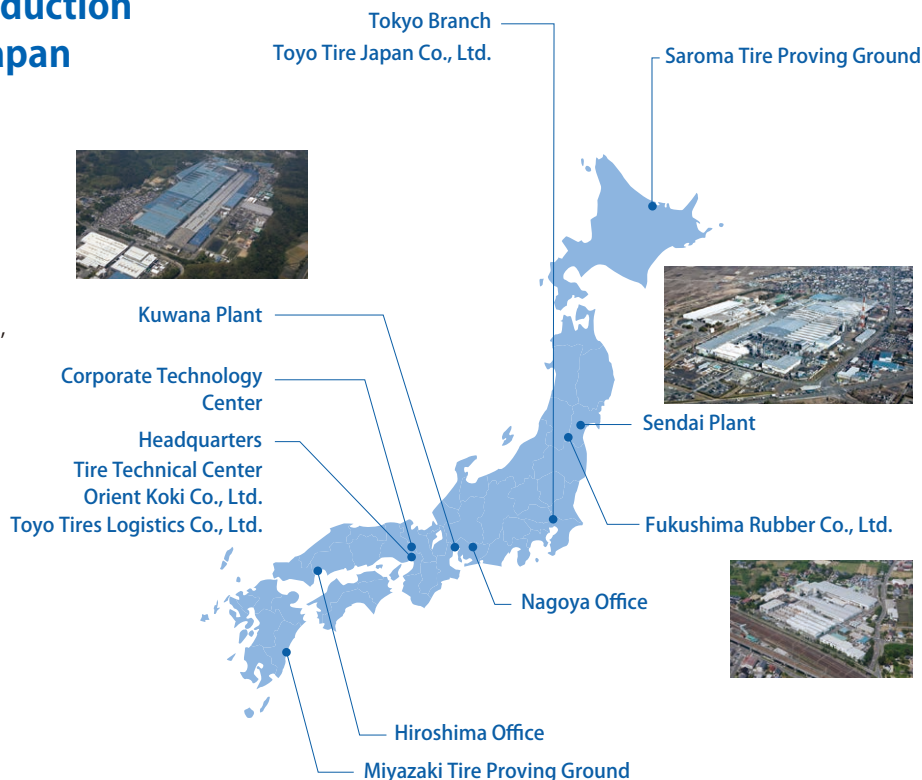 duction
apan
Tokyo Branch
Toyo Tire Japan Co., Ltd.
Saroma Tire Proving Ground
,
Kuwana Plant
Corporate Technology
Center
Headquarters
Tire Technical Center
Orient Koki Co., Ltd.
Toyo Tires Logistics Co., Ltd.
Sendai Plant
Fukushima Rubber Co., Ltd.
Nagoya Office
Hiroshima Office
Miyazaki Tire Proving Ground